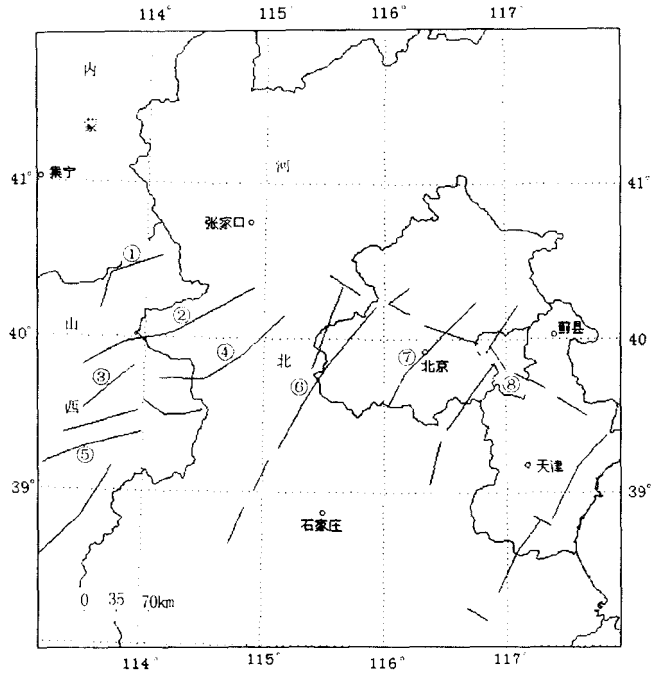 114° 115° 116° 117°
内
蒙
集宁
41°
河
41°
张家口
①
②
山
40°
④
北
⑦
北京
蓟县
40
③
⑥
⑧
西
⑤
天津
39°
39°
石家庄
0 35 70km
114° 115° 116° 117°